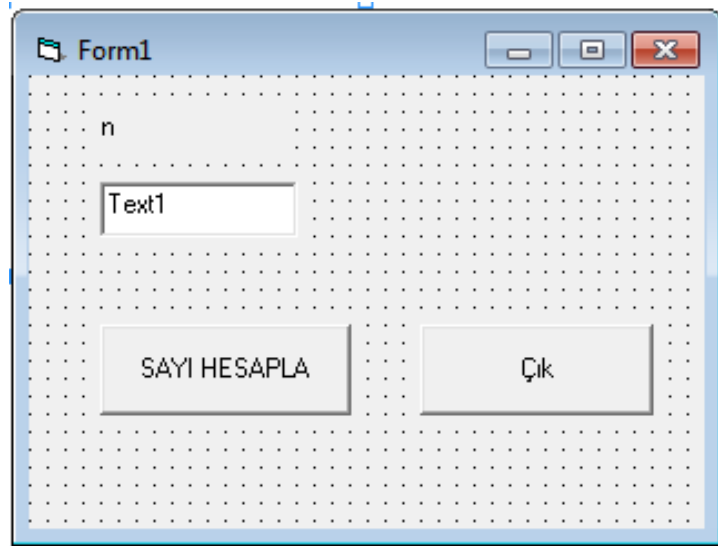 Form1
n
Text1
SAYI HESAPLA
Çık